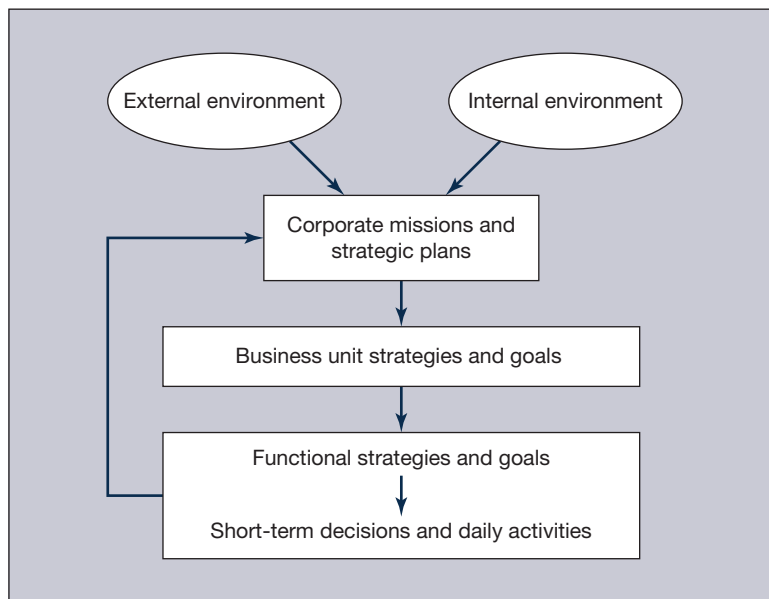 External environment
Internal environment
Corporate missions and
strategic plans
Business unit strategies and goals
Functional strategies and goals
Short-term decisions and daily activities